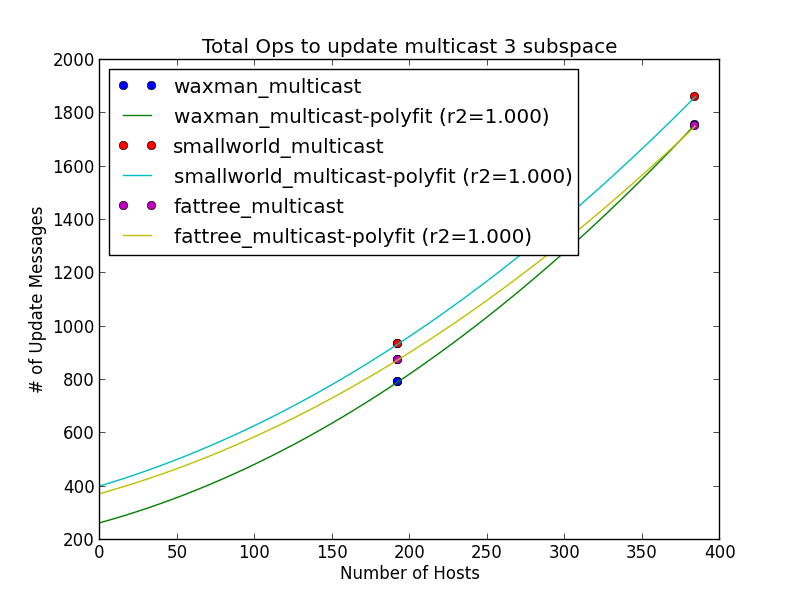 Total Ops to update multicast 3 subspace
2000
1800
1600
1400
1200
1000
800
600
400
200
# of Update Messages
waxman_multicast
waxman_multicast-polyfit (r2=1.000)
smallworld_multicast
smallworld_multicast-polyfit (r2=1.000)
fattree_multicast
fattree_multicast-polyfit (r2=1.000)
0 50 100 150 200 250 300 350 400
Number of Hosts